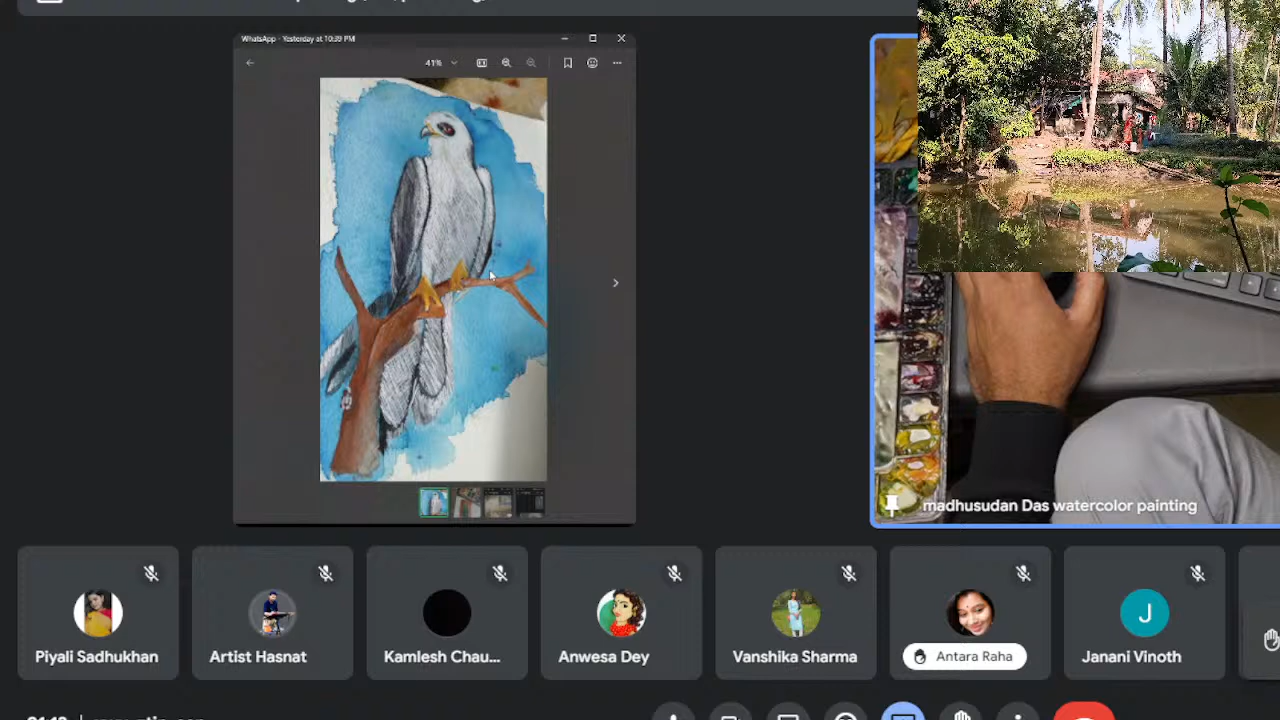 WhatsApp - Yesterday at 10:39 PM
41%
madhusudan Das watercolor painting
Piyali Sadhukhan
Artist Hasnat
Kamlesh Chau...
Anwesa Dey
Vanshika Sharma
Antara Raha
J
Janani Vinoth